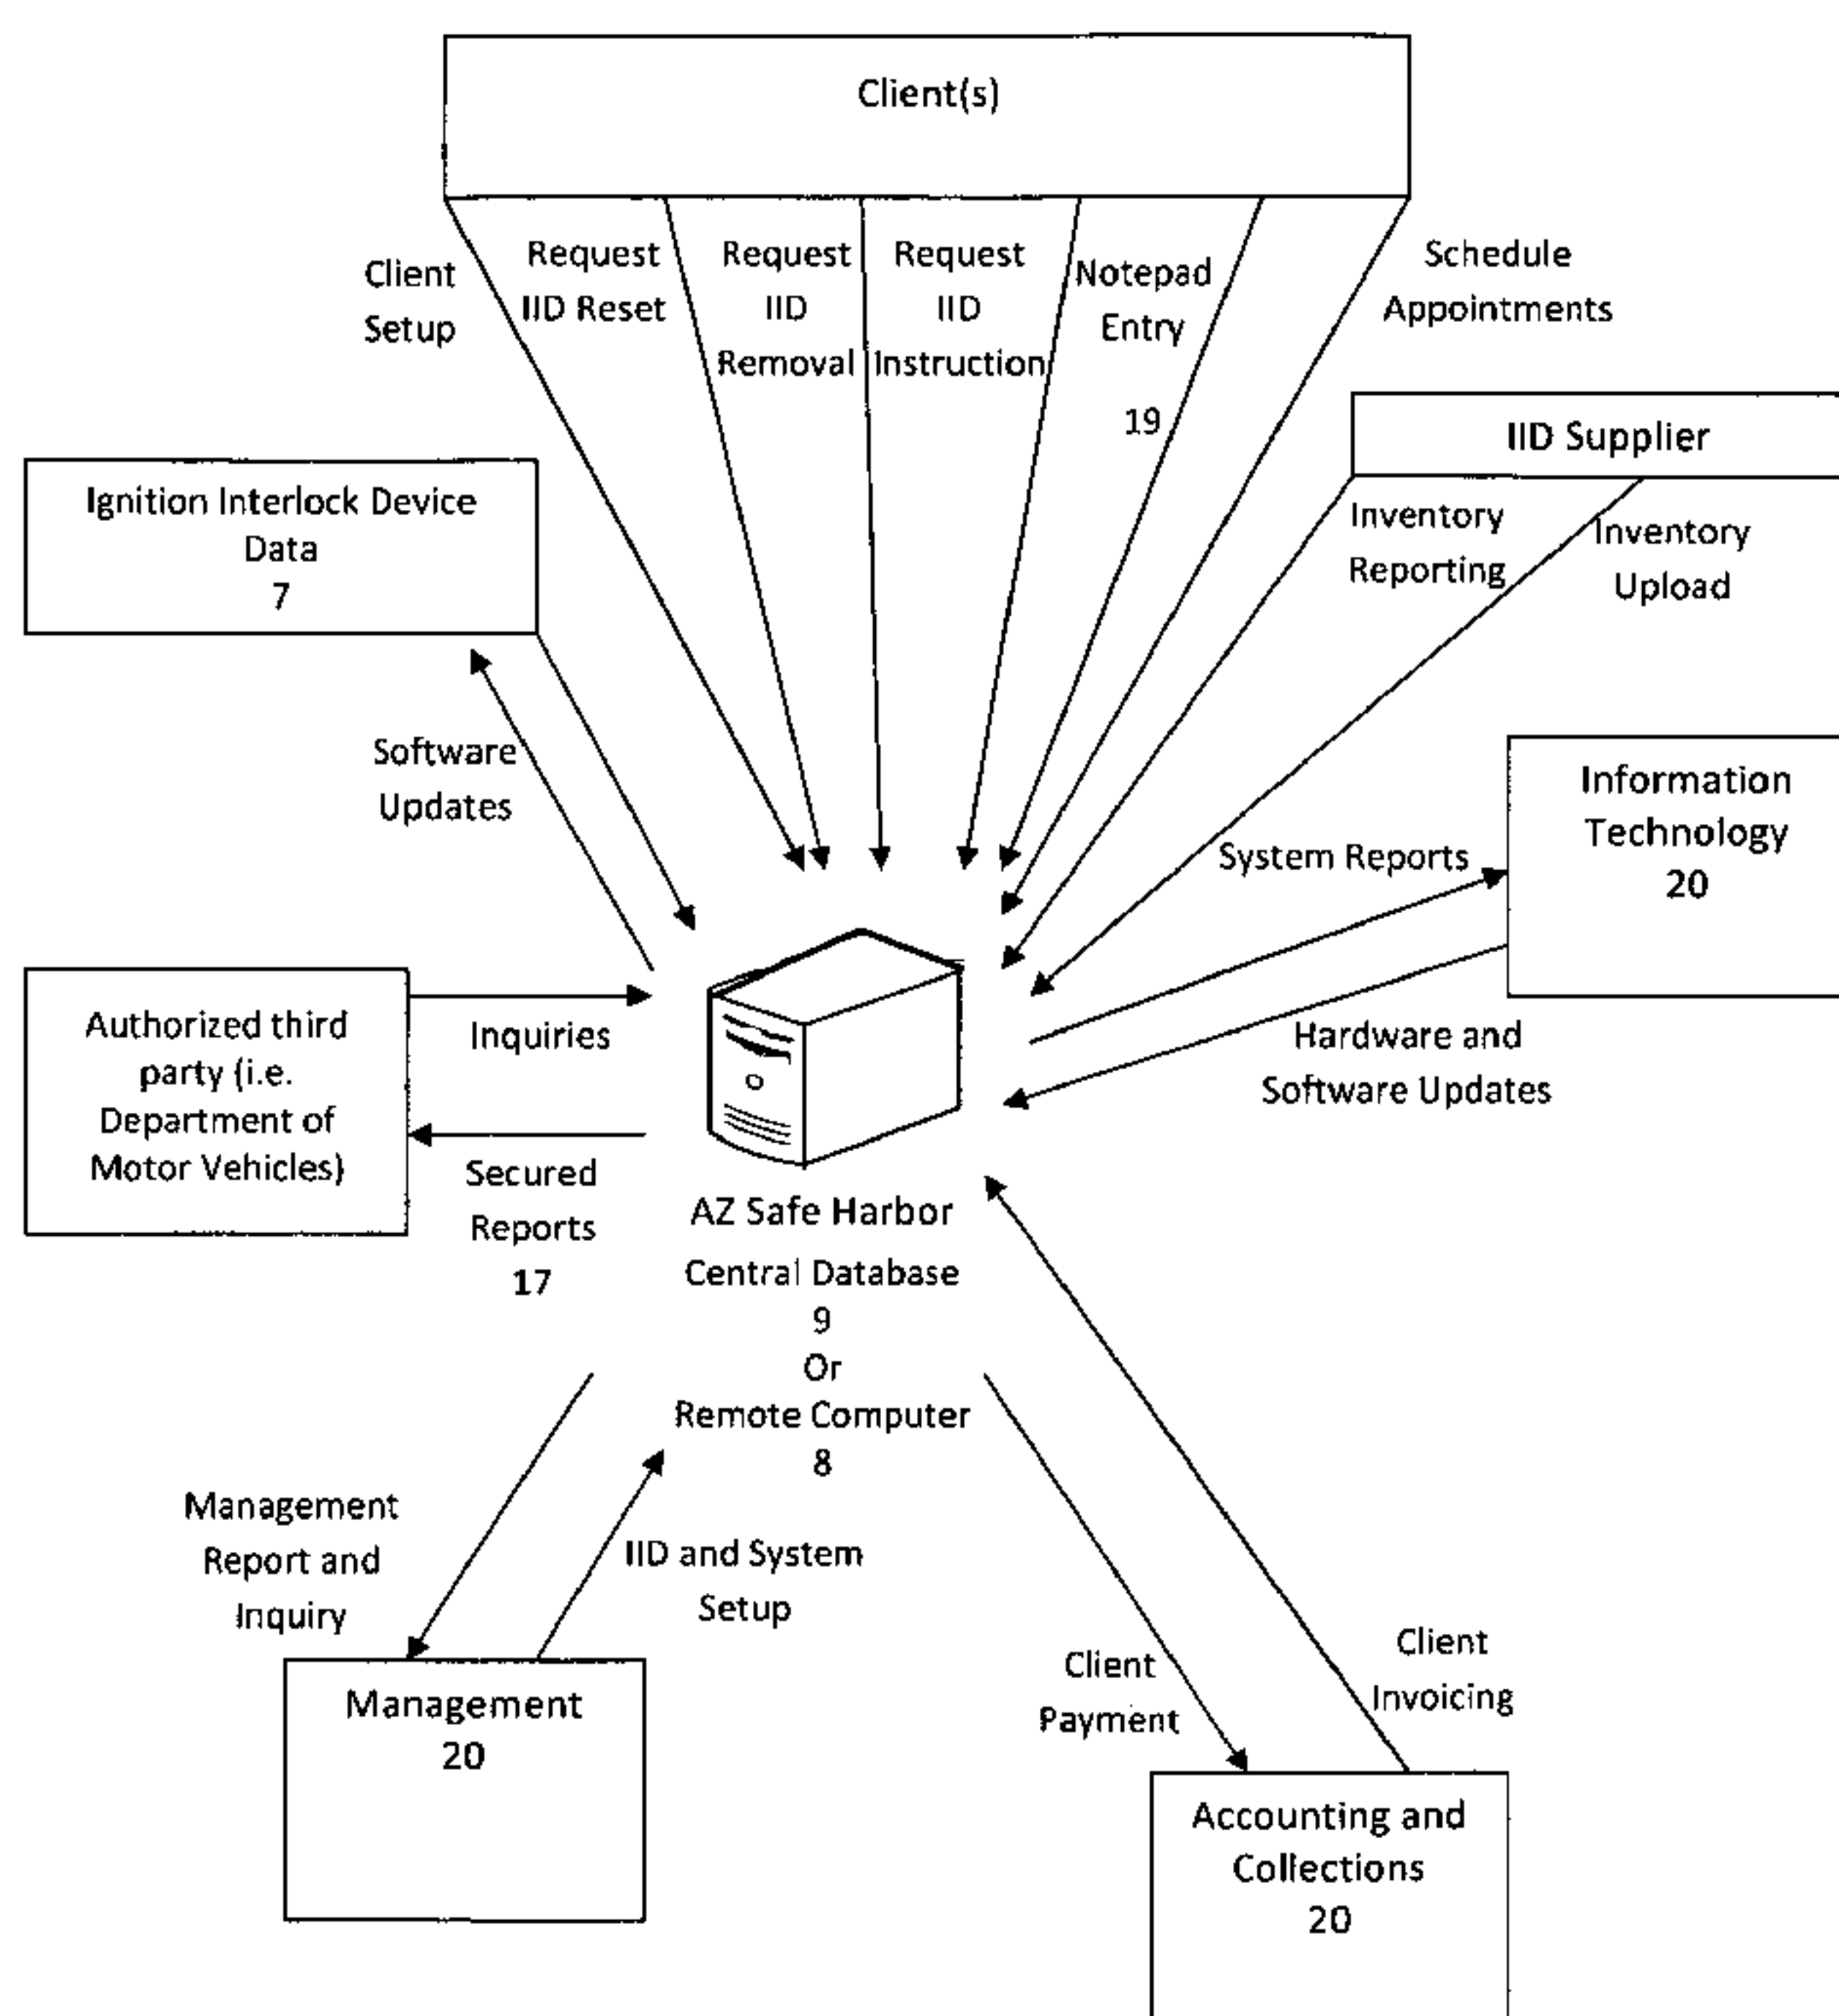 Client(s)
Client
Setup
Request
IID Reset
Request
IID
Removal
Request
IID
Instruction
Notepad
Entry
19
Schedule
Appointments
IID Supplier
Inventory
Reporting
Inventory
Upload
Ignition Interlock Device
Data
7
Software
Updates
Information
Technology
20
System Reports
Hardware and
Software Updates
Authorized third
party (i.e.
Department of
Motor Vehicles)
Inquiries
Secured
Reports
17
AZ Safe Harbor
Central Database
9
Or
Remote Computer
8
Management
Report and
Inquiry
IID and System
Setup
Management
20
Client
Payment
Client
Invoicing
Accounting and
Collections
20